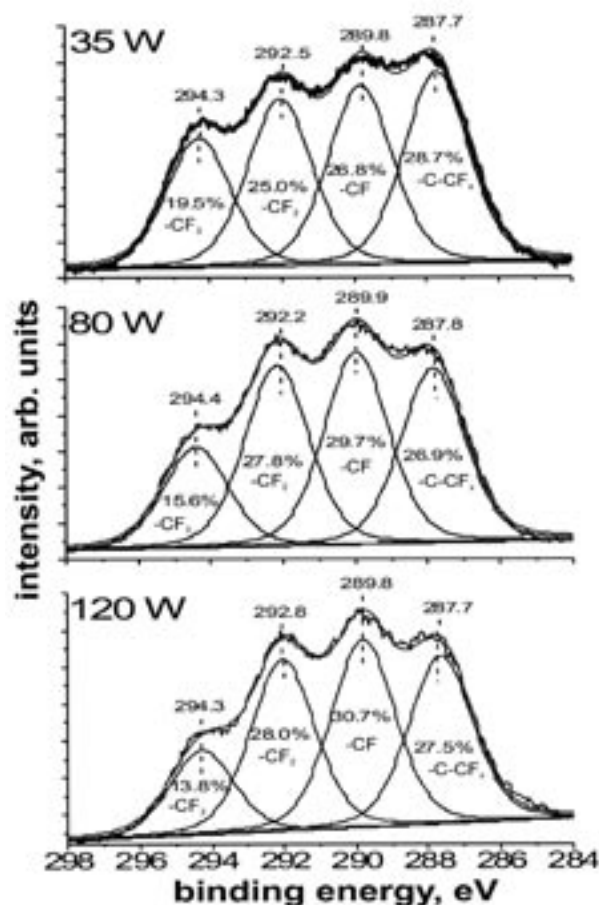 35 W
294.3
292.5
289.8
287.7
19.5%
-CF₃
25.0%
-CF₂
26.8%
-CF
28.7%
-C-CFₓ
80 W
294.4
292.2
289.9
287.8
15.6%
-CF₃
27.8%
-CF₂
29.7%
-CF
26.9%
-C-CFₓ
120 W
294.3
292.8
289.8
287.7
13.8%
-CF₃
28.0%
-CF₂
30.7%
-CF
27.5%
-C-CFₓ
298 296 294 292 290 288 286 284
binding energy, eV
intensity, arb. units